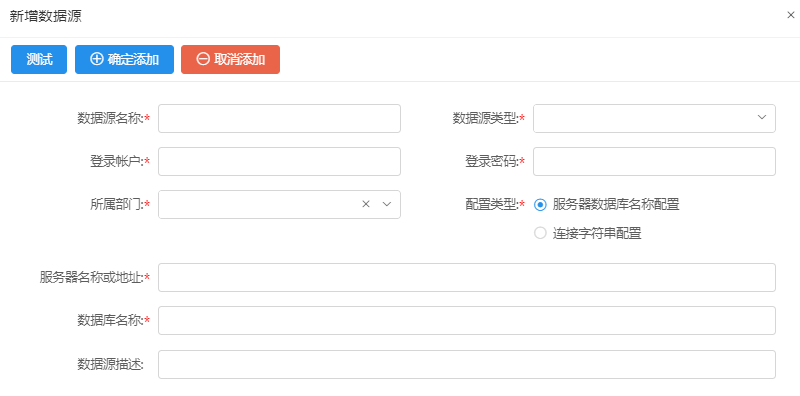 新增数据源
测试 确定添加 取消添加
数据源名称:* 数据源类型:*
登录帐户:* 登录密码:*
所属部门:* 配置类型:* 服务器数据库名称配置
连接字符串配置
服务器名称或地址:*
数据库名称:*
数据源描述: